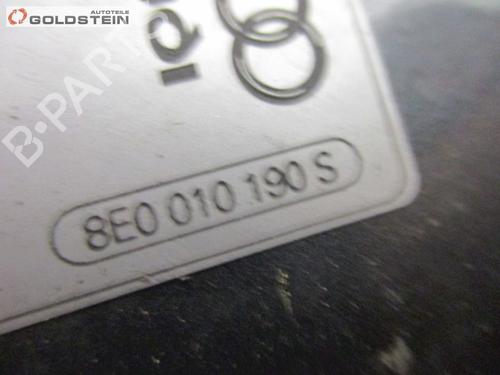 AUTOTEILE
GOLDSTEIN
B-PARTS
8E0 010 190 S